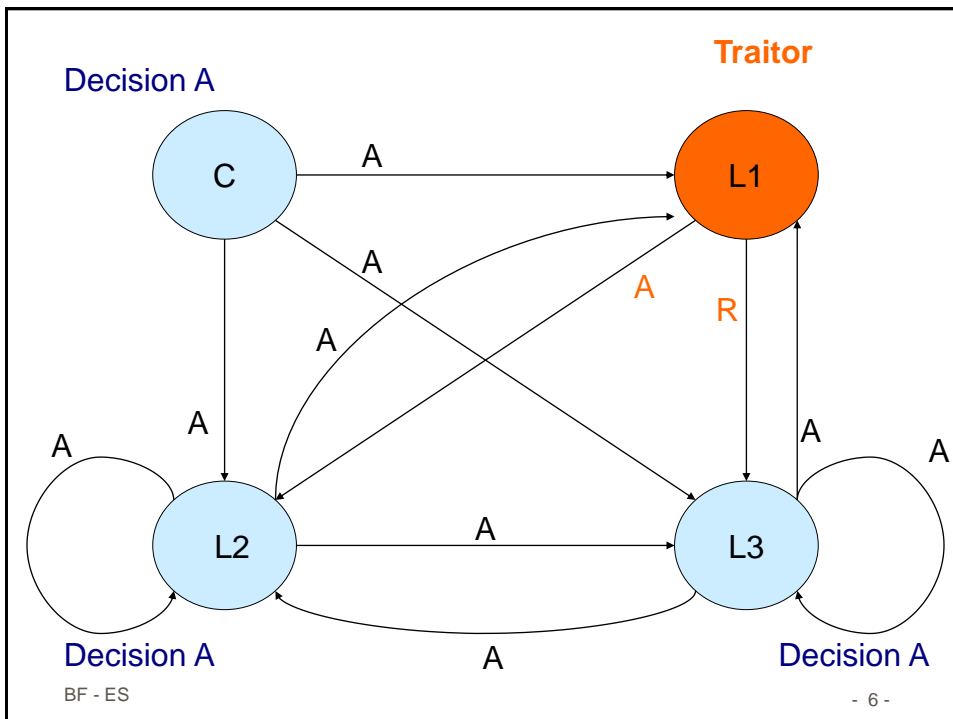 Traitor
Decision A
C
A
L1
A
A
R
A
A
A
A
A
L2
A
L3
Decision A
A
Decision A
BF - ES
- 6 -